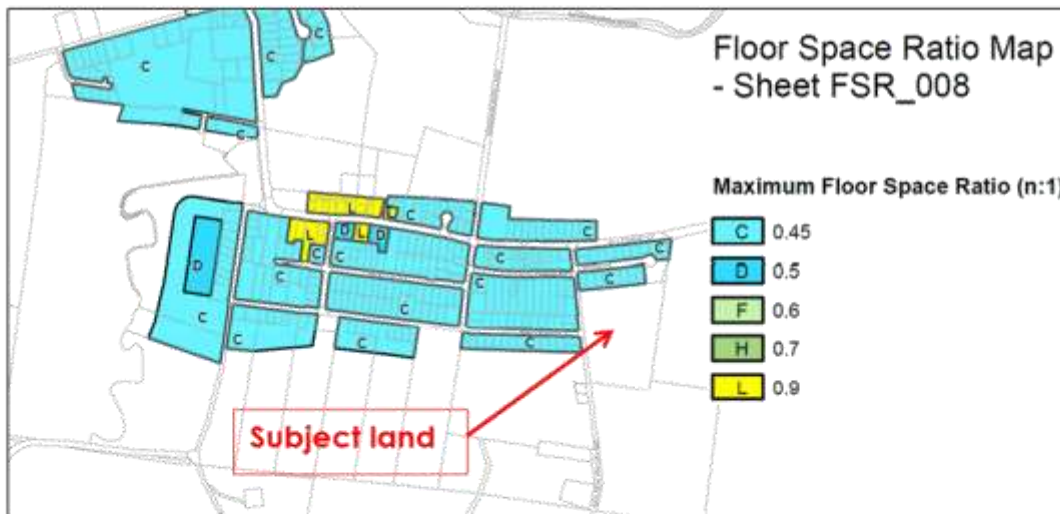 Floor Space Ratio Map
- Sheet FSR_008
Maximum Floor Space Ratio (n:1)
C 0.45
D 0.5
F 0.6
H 0.7
L 0.9
C
C
C
C
L
C
C
L
D
L
D
C
C
C
C
D
C
C
C
C
C
C
C
C
C
C
Subject land